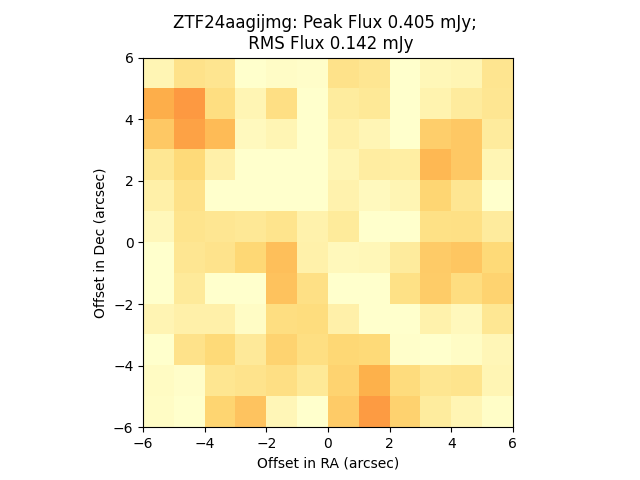 ZTF24aagijmg: Peak Flux 0.405 mJy;
RMS Flux 0.142 mJy
6
4
2
0
−2
−4
−6
Offset in Dec (arcsec)
−6 −4 −2 0 2 4 6
Offset in RA (arcsec)